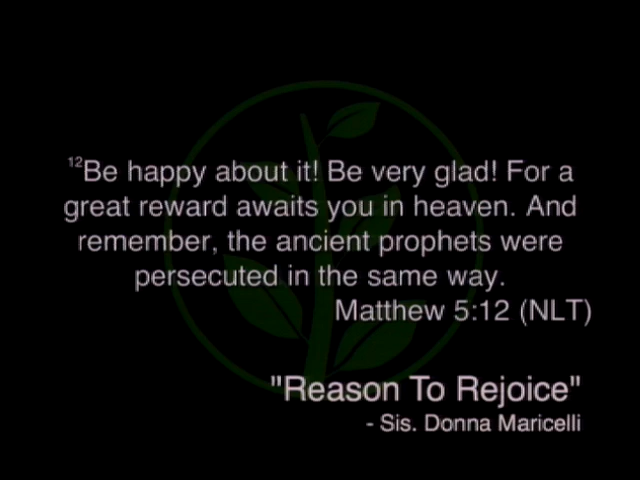 12Be happy about it! Be very glad! For a
great reward awaits you in heaven. And
remember, the ancient prophets were
persecuted in the same way.
Matthew 5:12 (NLT)
"Reason To Rejoice"
- Sis. Donna Maricelli